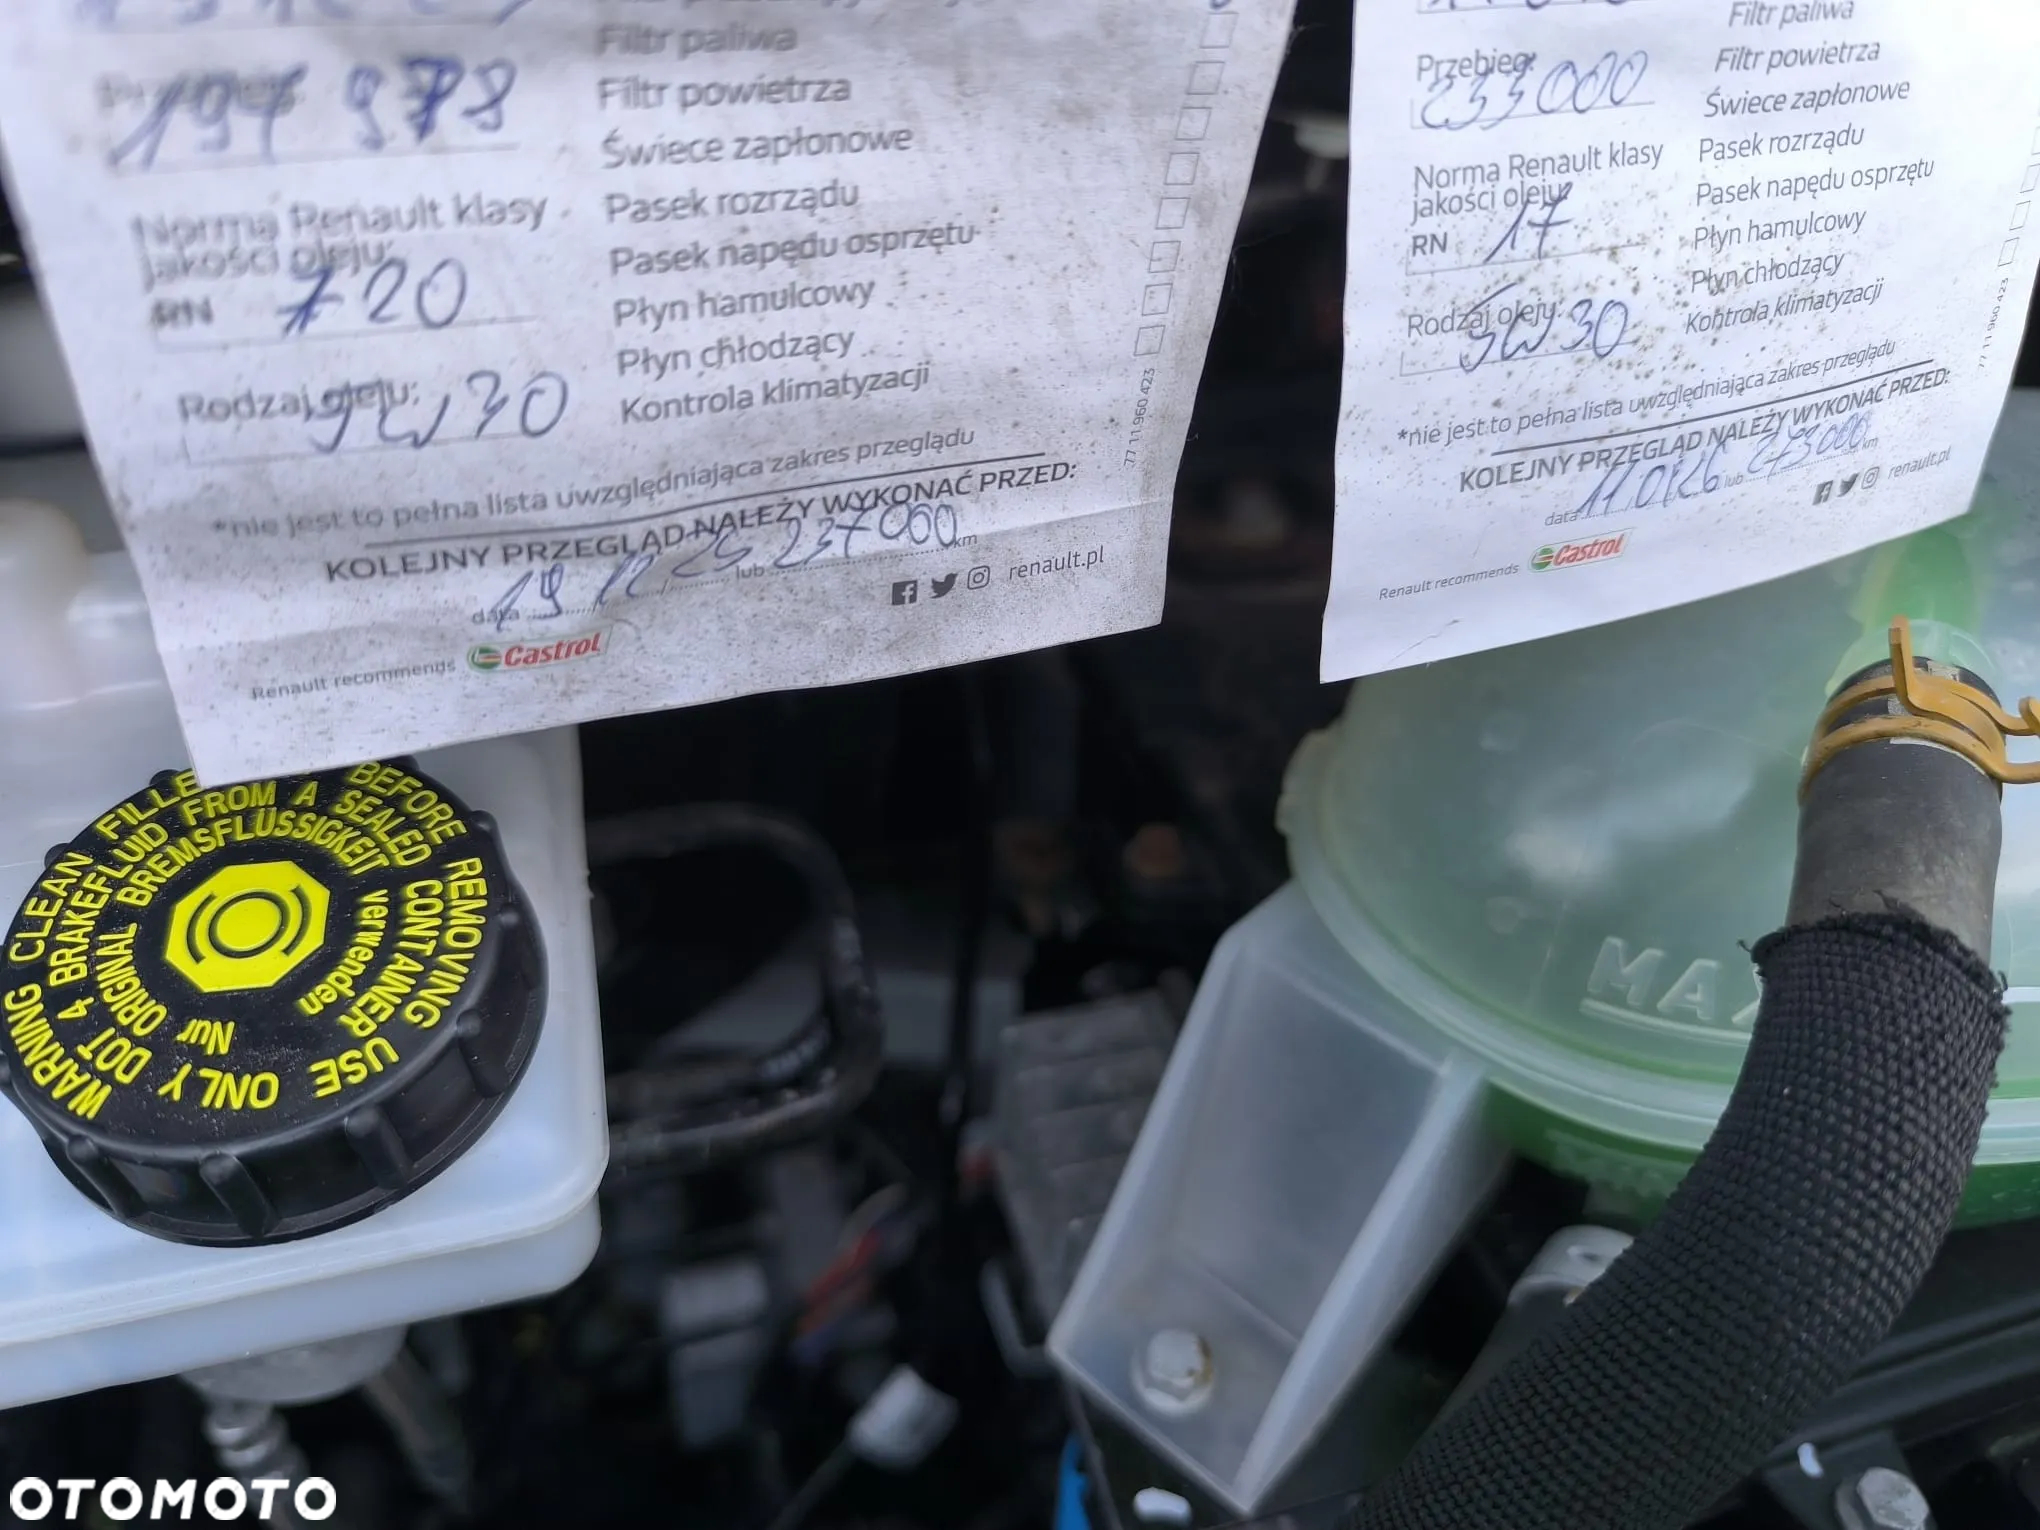 Filtr paliwa
197 978
Filtr powietrza
Świece zapłonowe
Norma Renault klasy
jakości oleju:
RN 720
Pasek rozrządu
Pasek napędu osprzętu
Płyn hamulcowy
Płyn chłodzący
Kontrola klimatyzacji
Rodzaj oleju:
5W30
77 11 960 423
*nie jest to pełna lista uwzględniająca zakres przeglądu
KOLEJNY PRZEGLĄD NALEŻY WYKONAĆ PRZED:
data 19.12.25 lub 237000 km
renault.pl
Renault recommends Castrol
Filtr paliwa
Przebieg:
233000
Filtr powietrza
Świece zapłonowe
Norma Renault klasy
jakości oleju:
RN 17
Pasek rozrządu
Pasek napędu osprzętu
Płyn hamulcowy
Płyn chłodzący
Kontrola klimatyzacji
Rodzaj oleju:
5W30
77 11 960 423
*nie jest to pełna lista uwzględniająca zakres przeglądu
KOLEJNY PRZEGLĄD NALEŻY WYKONAĆ PRZED:
data lub 273000 km
renault.pl
Renault recommends Castrol
WARNING CLEAN FILLER BEFORE REMOVING USE
ONLY DOT 4 BRAKEFLUID FROM A SEALED CONTAINER
Nur ORIGINAL BREMSFLÜSSIGKEIT verwenden
MAX
OTOMOTO